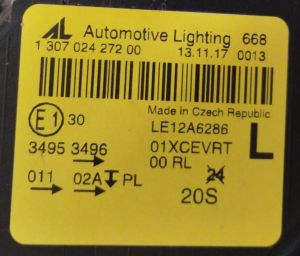 AL Automotive Lighting 668
1 307 024 272 00 13.11.17 0013
Made in Czech Republic
E1 30 LE12A6286
3495 3496 01XCEVRT L
00 RL 24
011 02A PL
20S